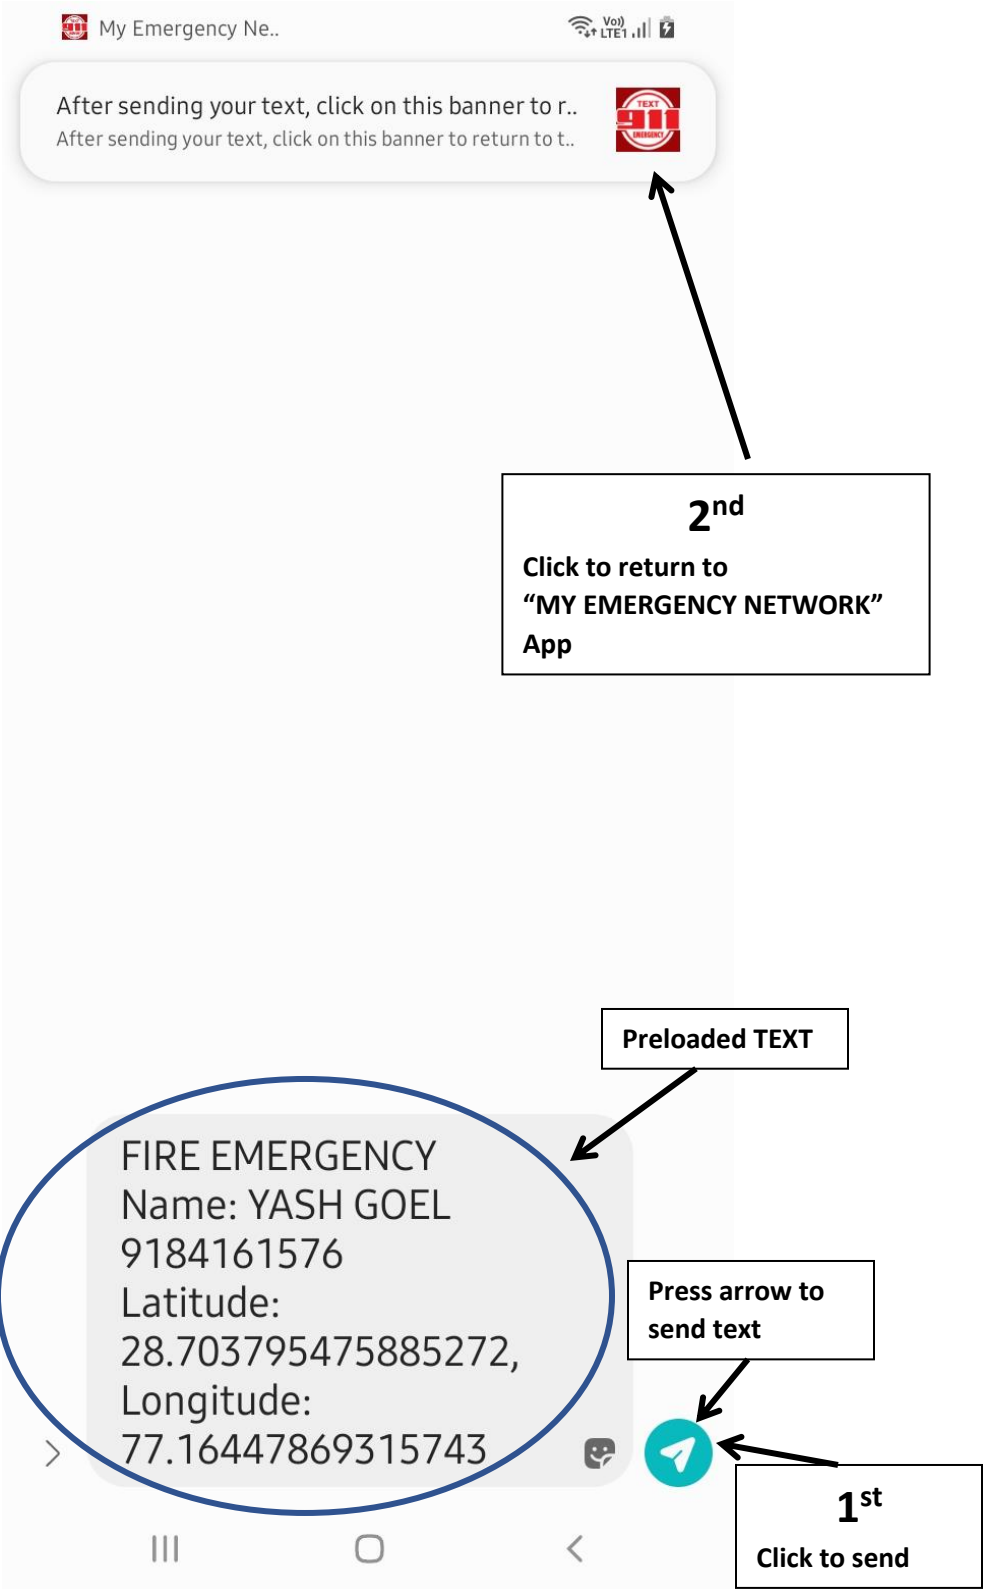 My Emergency Ne..
Vo))
LTE1
After sending your text, click on this banner to r..
After sending your text, click on this banner to return to t..
TEXT
911
EMERGENCY
2nd
Click to return to
“MY EMERGENCY NETWORK”
App
Preloaded TEXT
FIRE EMERGENCY
Name: YASH GOEL
9184161576
Latitude:
28.703795475885272,
Longitude:
77.16447869315743
Press arrow to
send text
1st
Click to send